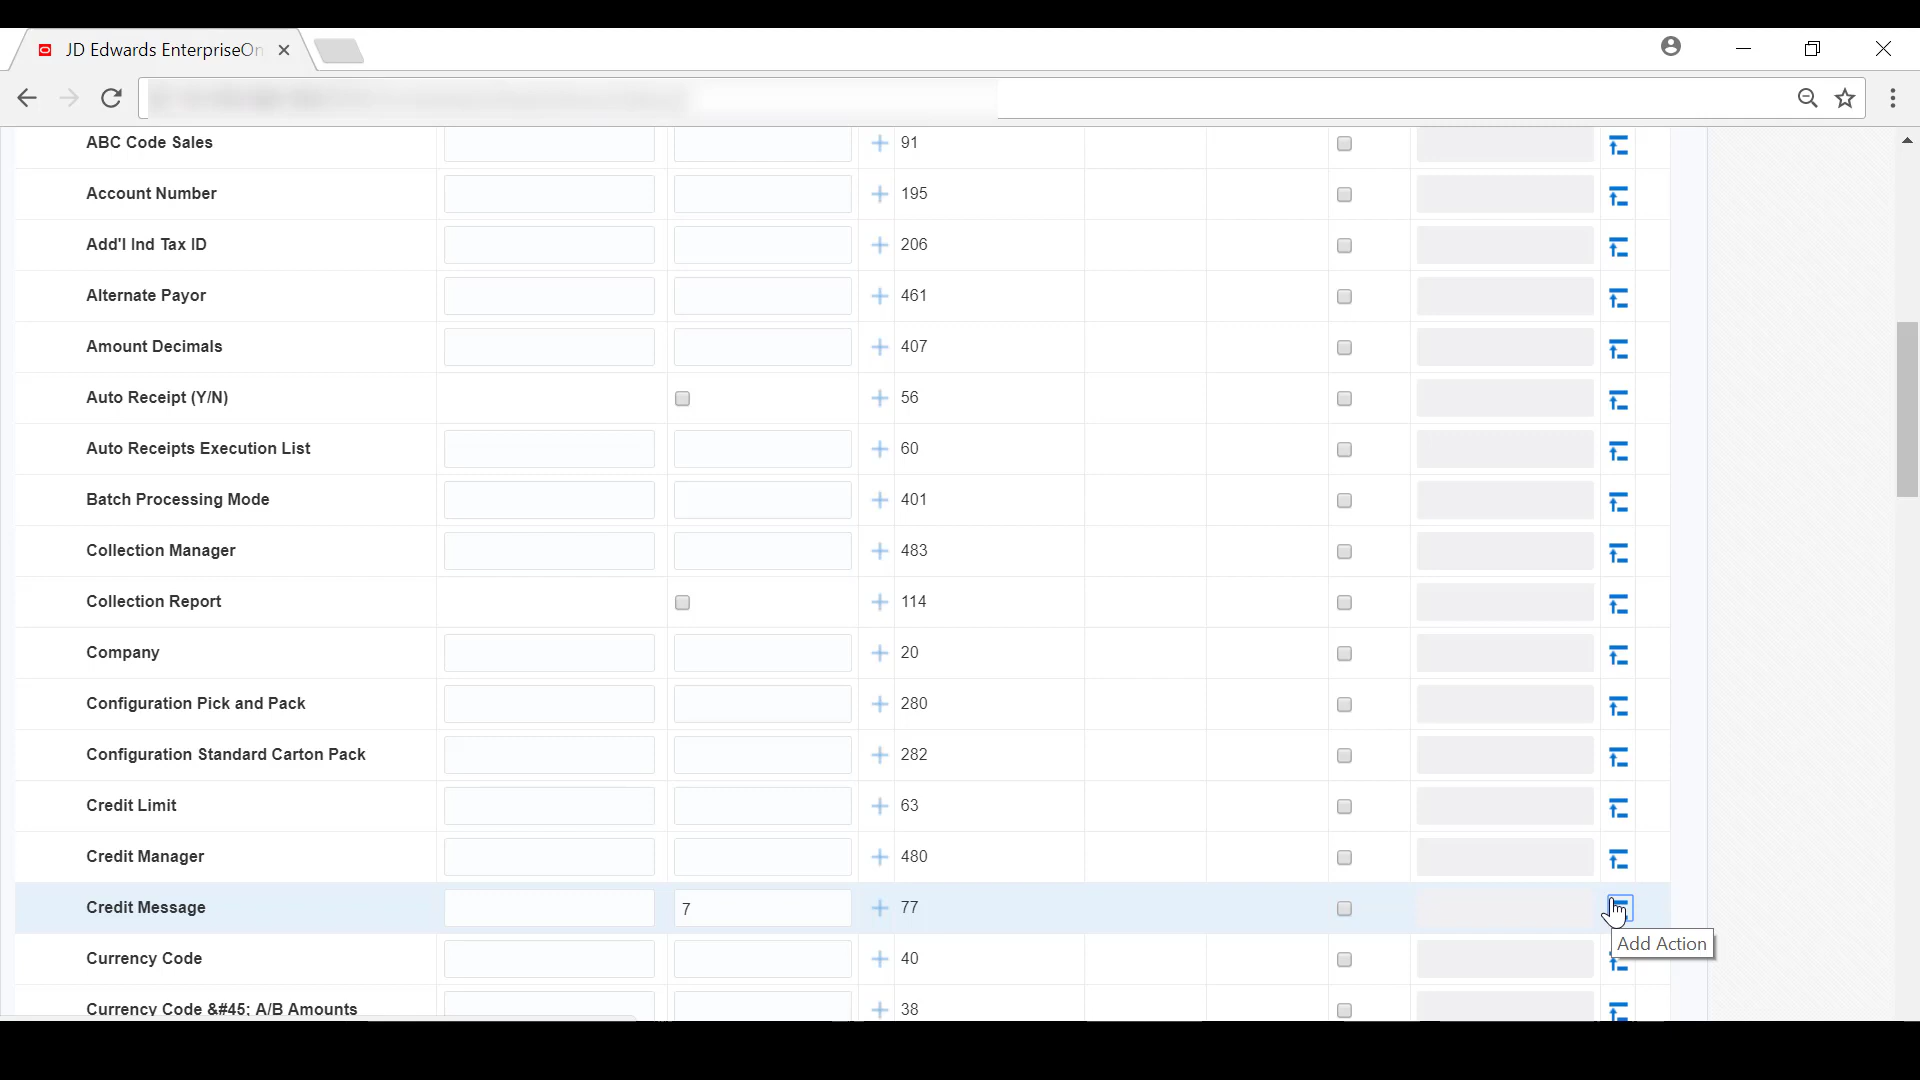 JD Edwards EnterpriseOn
ABC Code Sales 91
Account Number 195
Add'l Ind Tax ID 206
Alternate Payor 461
Amount Decimals 407
Auto Receipt (Y/N) 56
Auto Receipts Execution List 60
Batch Processing Mode 401
Collection Manager 483
Collection Report 114
Company 20
Configuration Pick and Pack 280
Configuration Standard Carton Pack 282
Credit Limit 63
Credit Manager 480
Credit Message 7 77
Add Action
Currency Code 40
Currency Code &#45; A/B Amounts 38